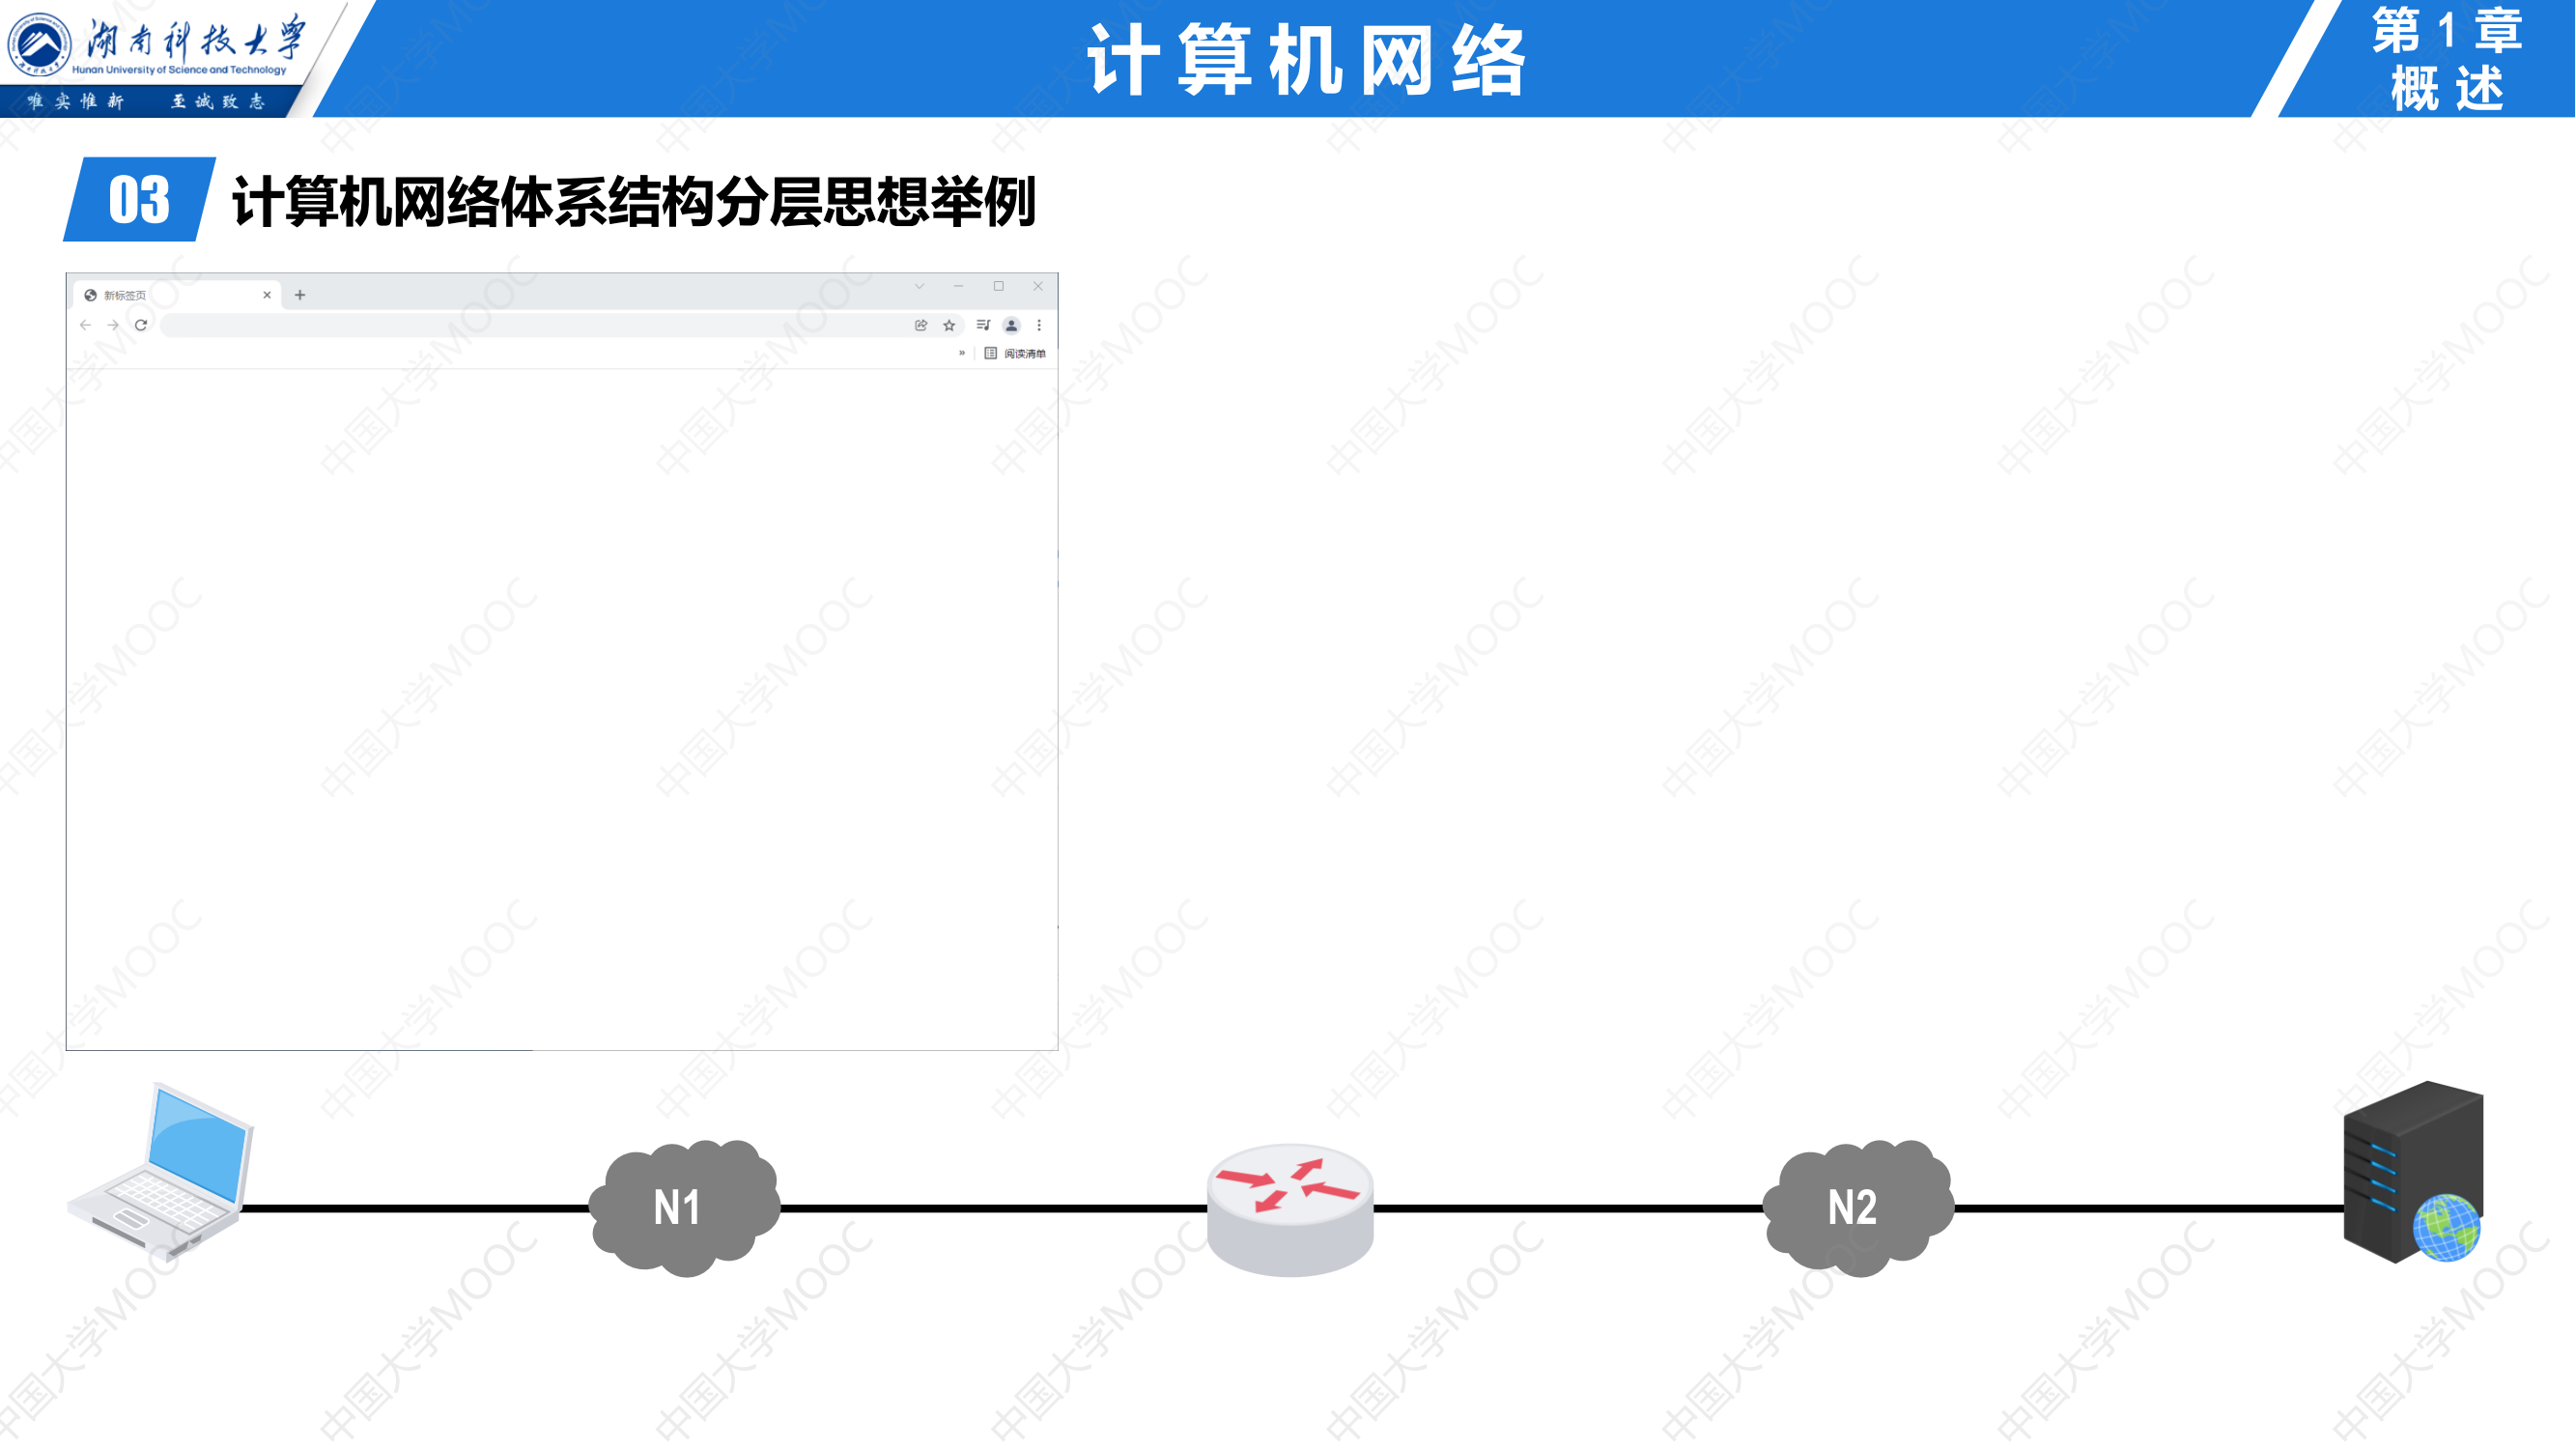 湖南科技大学
Hunan University of Science and Technology
唯实惟新 至诚致志
计算机网络
第1章
概述
03 计算机网络体系结构分层思想举例
新标签页
» 阅读清单
N1
N2
中国大学MOOC